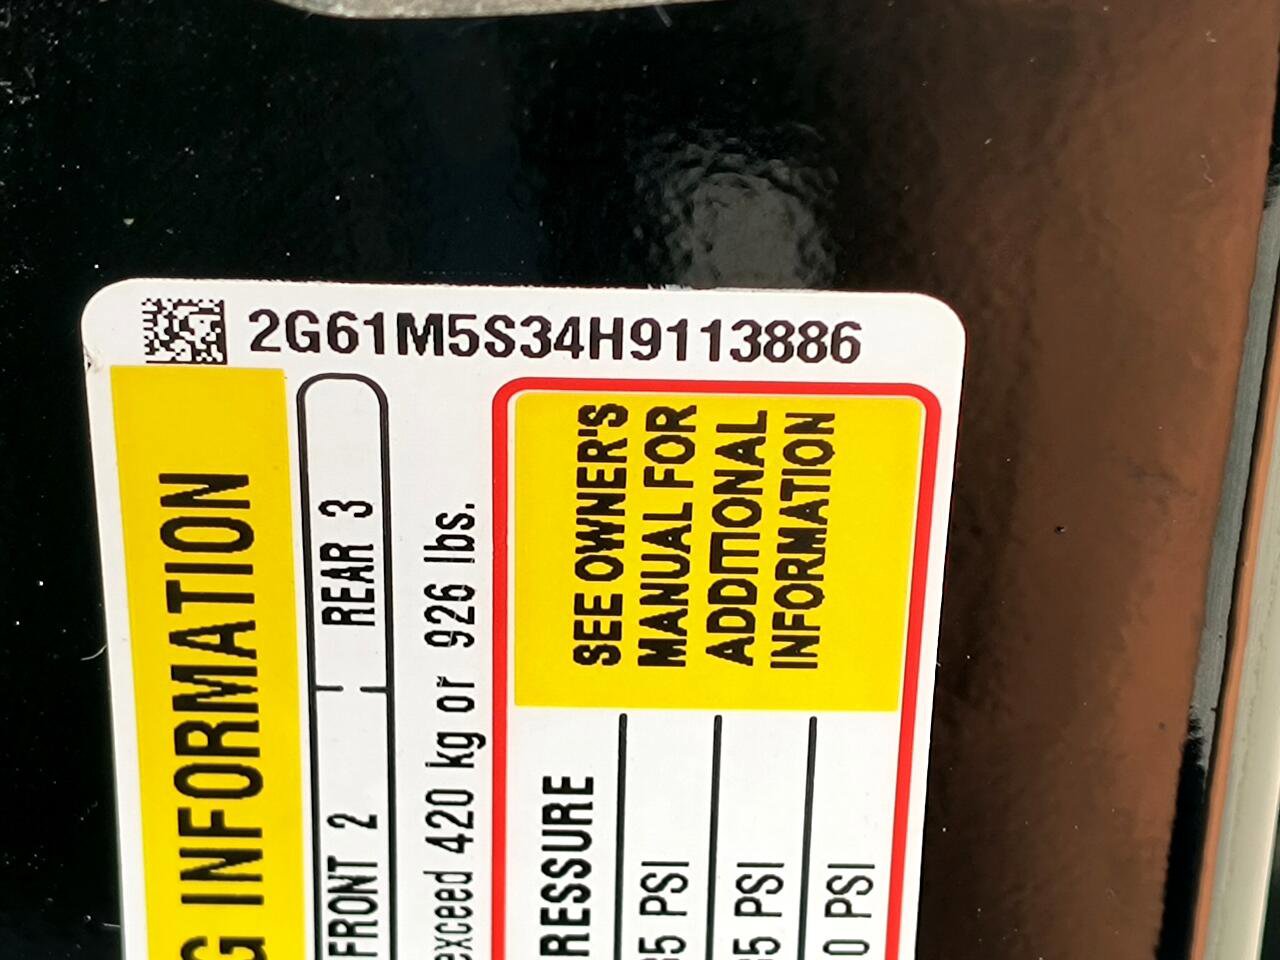 2G61M5S34H9113886
INFORMATION
FRONT 2
REAR 3
exceed 420 kg or 926 lbs.
SEE OWNER'S
MANUAL FOR
ADDITIONAL
INFORMATION
PSI
PSI
PSI